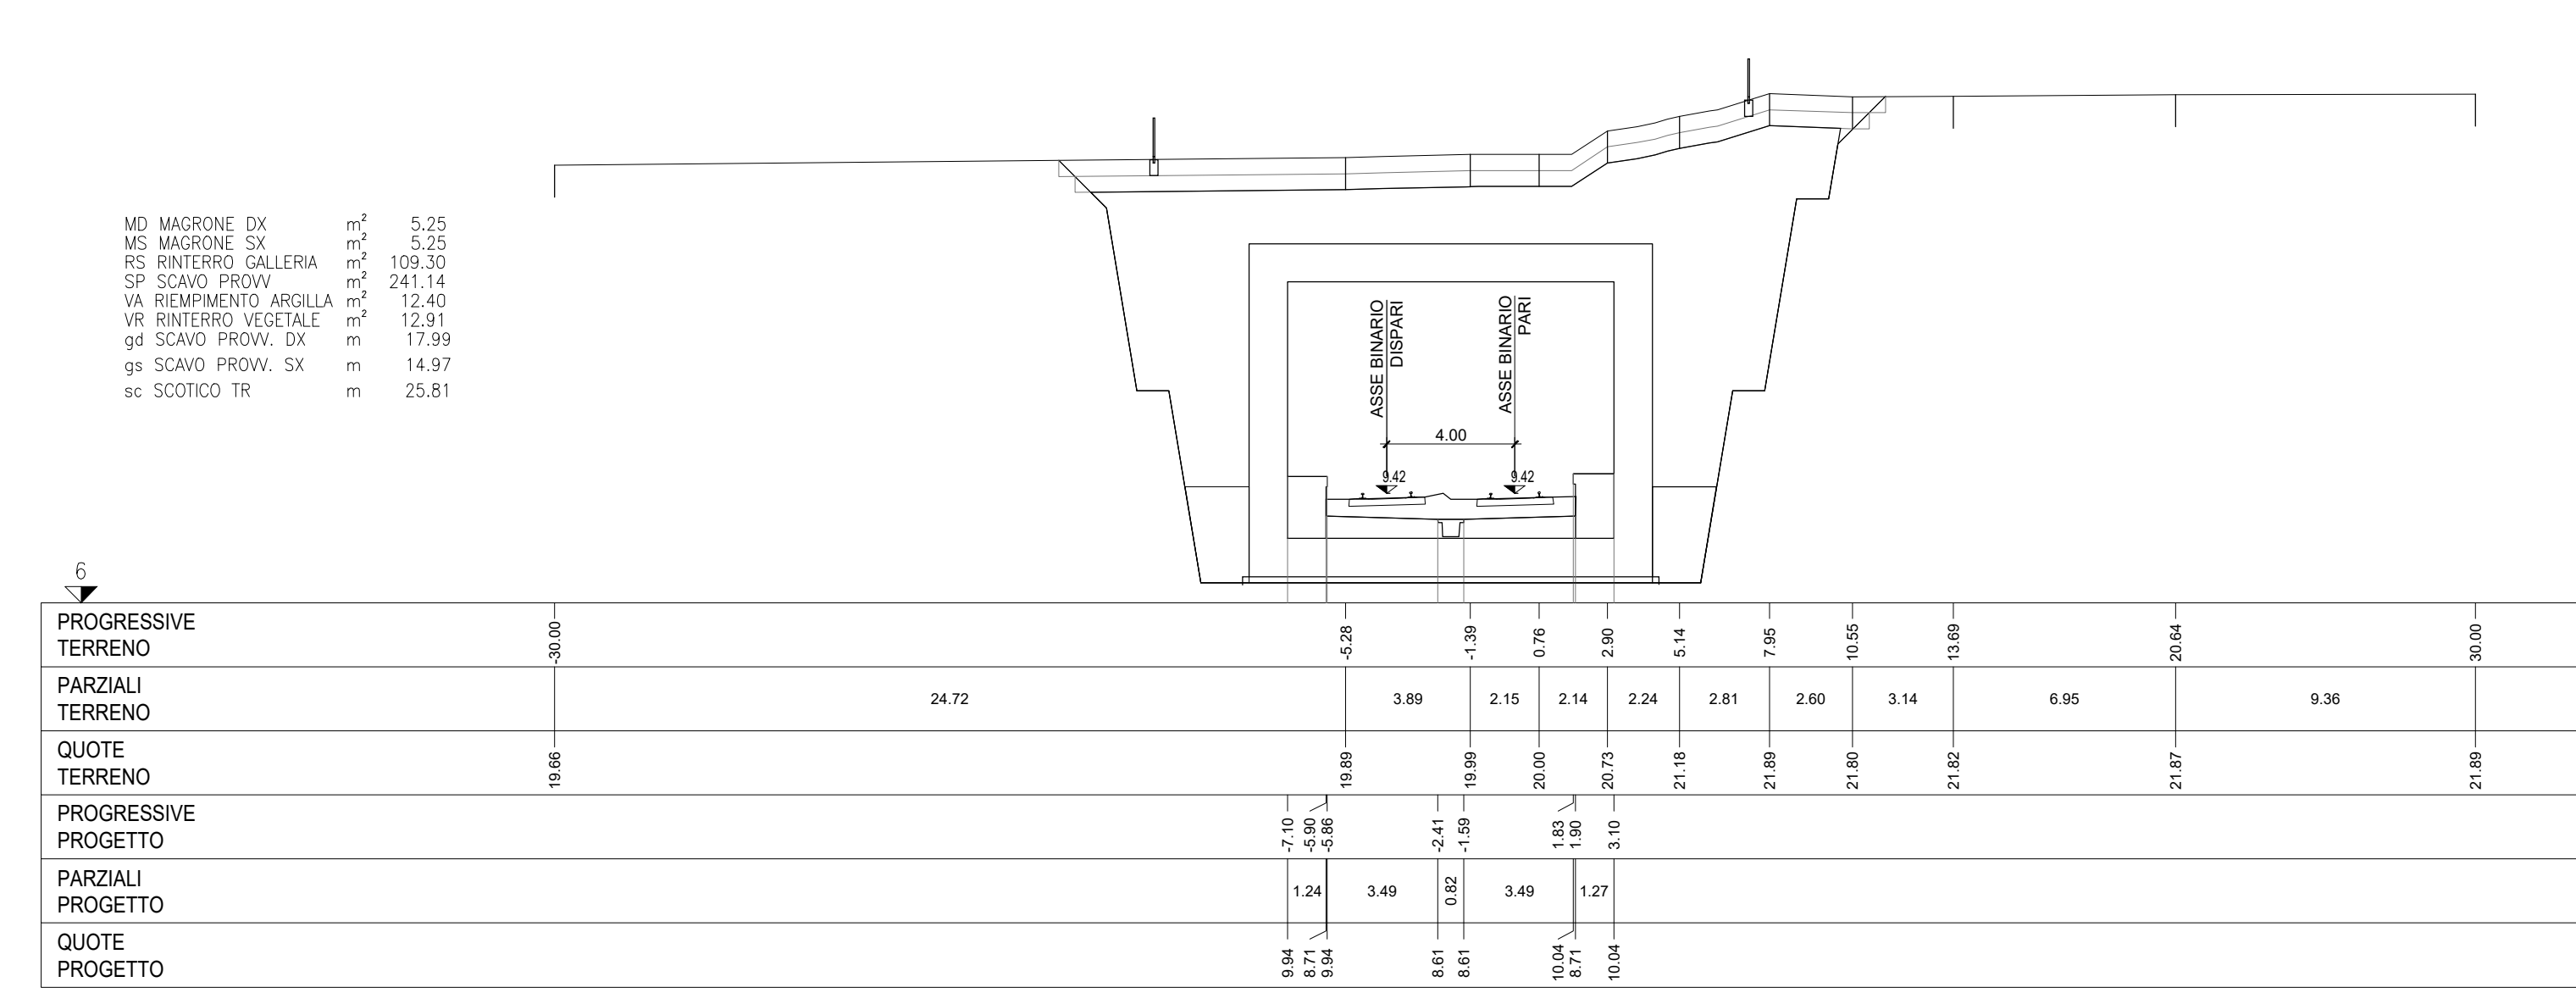 MD MAGRONE DX m² 5.25
MS MAGRONE SX m² 5.25
RS RINTERRO GALLERIA m² 109.30
SP SCAVO PROVV m² 241.14
VA RIEMPIMENTO ARGILLA m² 12.40
VR RINTERRO VEGETALE m² 12.91
gd SCAVO PROVV. DX m 17.99
gs SCAVO PROVV. SX m 14.97
sc SCOTICO TR m 25.81
ASSE BINARIO
DISPARI
ASSE BINARIO
PARI
4.00
9.42
9.42
6
PROGRESSIVE
TERRENO
-30.00 -5.28 -1.39 0.76 2.90 5.14 7.95 10.55 13.69 20.64 30.00
PARZIALI
TERRENO
24.72 3.89 2.15 2.14 2.24 2.81 2.60 3.14 6.95 9.36
QUOTE
TERRENO
19.66 19.89 19.99 20.00 20.73 21.18 21.89 21.80 21.82 21.87 21.89
PROGRESSIVE
PROGETTO
-7.10 -5.90 -5.86 -2.41 -1.59 1.83 1.90 3.10
PARZIALI
PROGETTO
1.24 3.49 0.82 3.49 1.27
QUOTE
PROGETTO
9.94 8.71 9.94 8.61 8.61 10.04 8.71 10.04